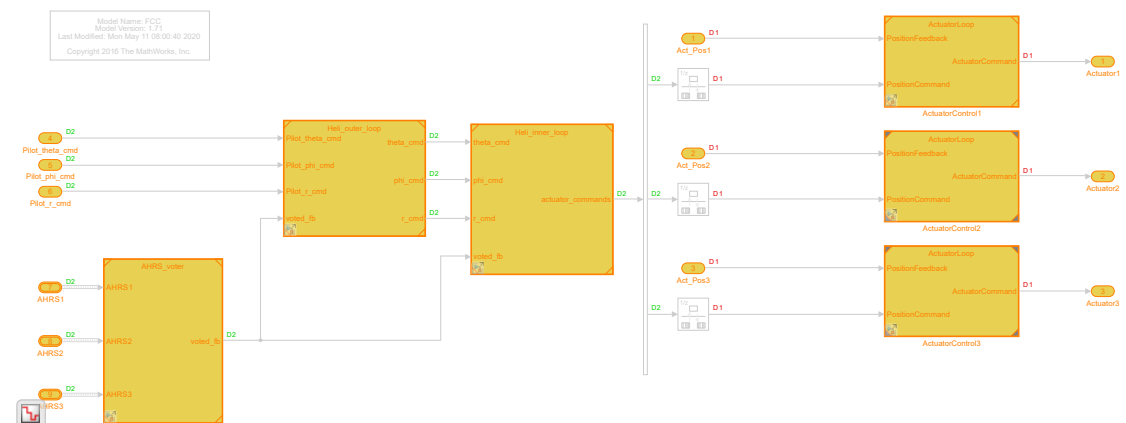 Model Name: FCC
Model Version: 1.71
Last Modified: Mon May 11 08:00:40 2020
Copyright 2016 The MathWorks, Inc.
4
D2
Pilot_theta_cmd
5
D2
Pilot_phi_cmd
6
D2
Pilot_r_cmd
7
D2
AHRS1
8
D2
AHRS2
9
D2
AHRS3
AHRS_voter
AHRS1
AHRS2
voted_fb
AHRS3
D2
Heli_outer_loop
Pilot_theta_cmd
theta_cmd
Pilot_phi_cmd
phi_cmd
Pilot_r_cmd
voted_fb
r_cmd
D2
D2
D2
Heli_inner_loop
theta_cmd
phi_cmd
actuator_commands
r_cmd
voted_fb
D2
1
D1
Act_Pos1
D2
D1
ActuatorLoop
PositionFeedback
ActuatorCommand
PositionCommand
ActuatorControl1
D1
1
Actuator1
2
D1
Act_Pos2
D2
D1
ActuatorLoop
PositionFeedback
ActuatorCommand
PositionCommand
ActuatorControl2
D1
2
Actuator2
3
D1
Act_Pos3
D2
D1
ActuatorLoop
PositionFeedback
ActuatorCommand
PositionCommand
ActuatorControl3
D1
3
Actuator3